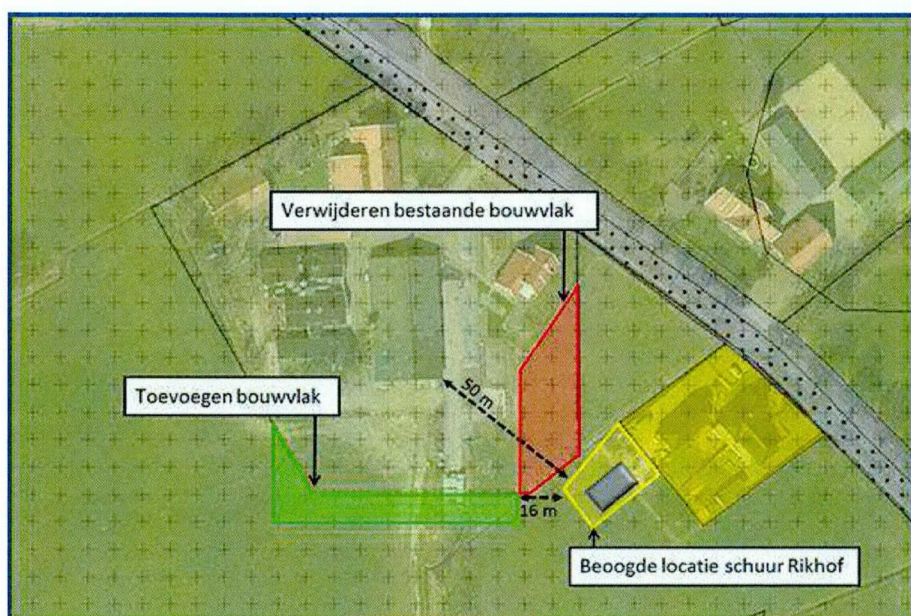 Verwijderen bestaande bouwvlak
Toevoegen bouwvlak
50 m
16 m
Beoogde locatie schuur Rikhof